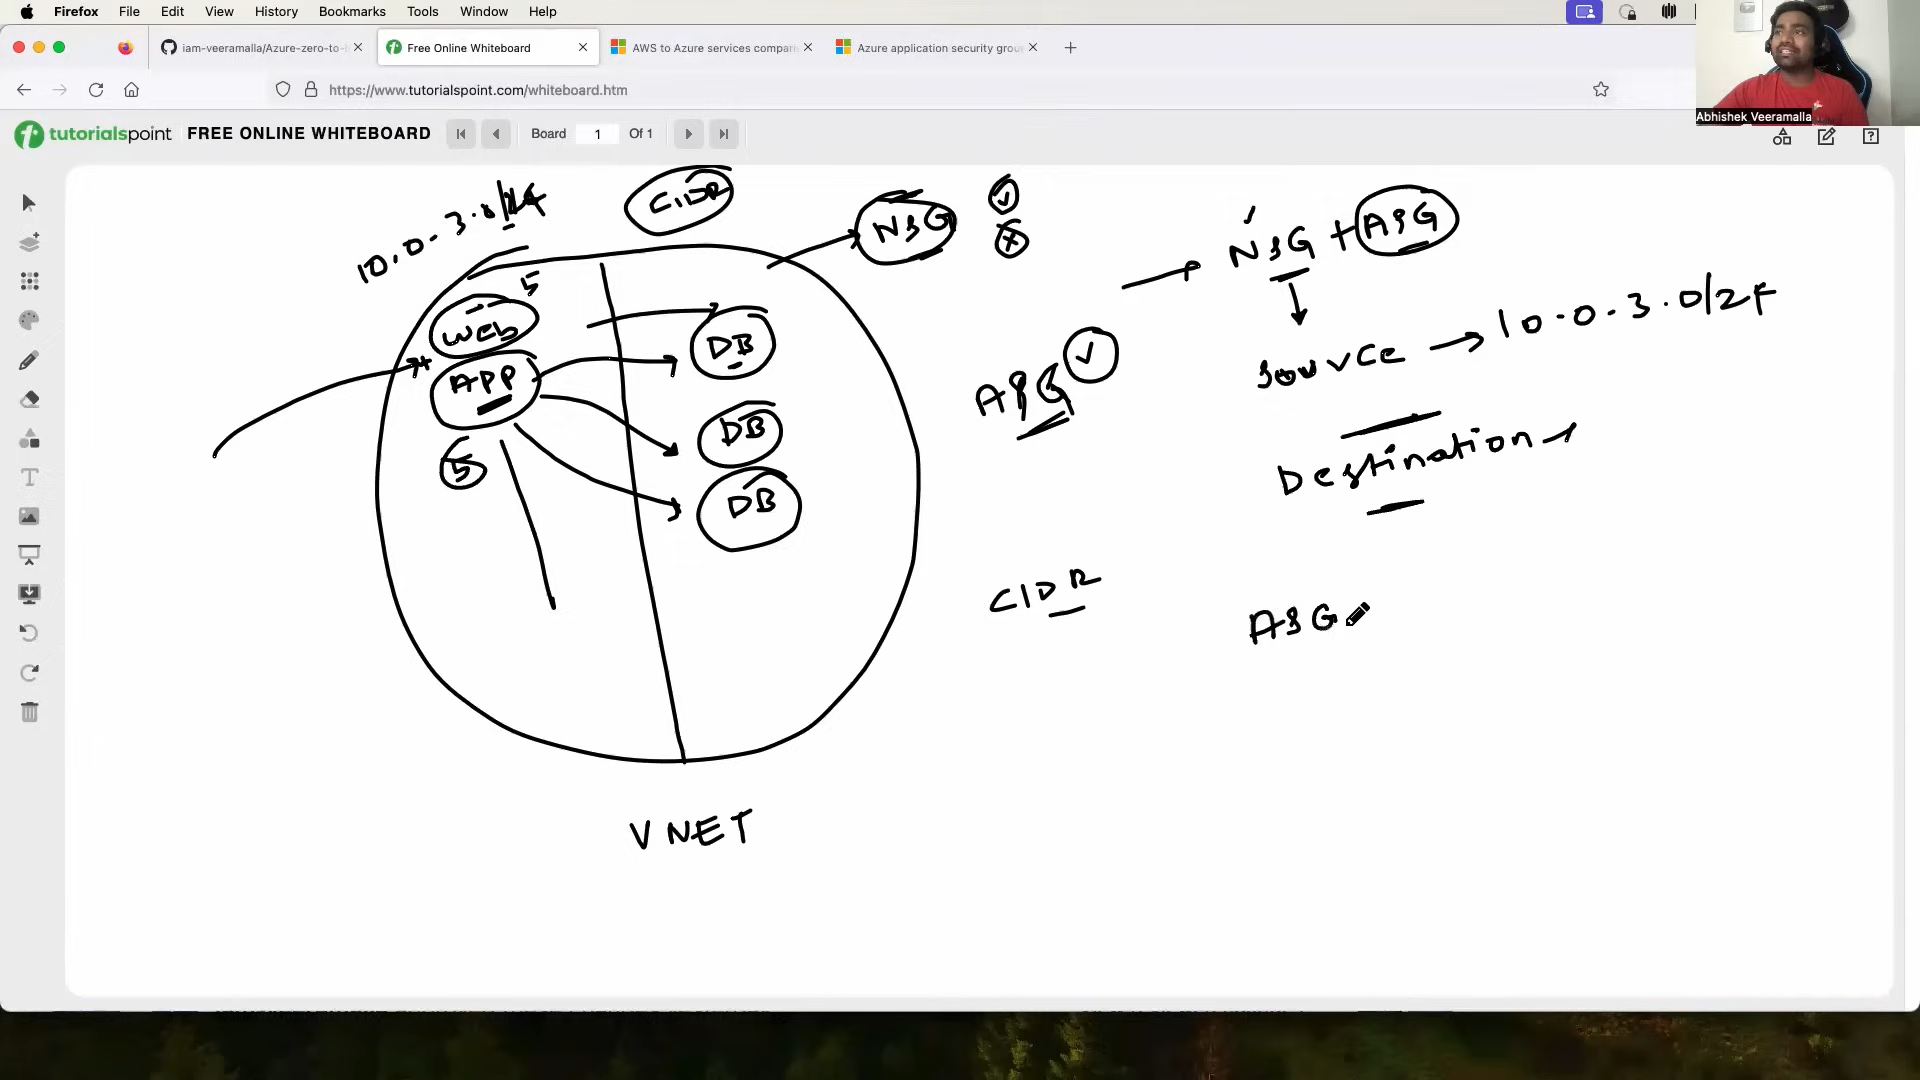 Firefox File Edit View History Bookmarks Tools Window Help
iam-veeramalla/Azure-zero-to-
Free Online Whiteboard
AWS to Azure services compari
Azure application security grou
https://www.tutorialspoint.com/whiteboard.htm
Abhishek Veeramalla
tutorialspoint FREE ONLINE WHITEBOARD
Board 1 Of 1
CIDR
10.0.3.0/24
NSG
NSG + ASG
5
Web
DB
10.0.3.0/24
Source
APP
ASG
DB
5
Destination
DB
CIDR
ASG
VNET